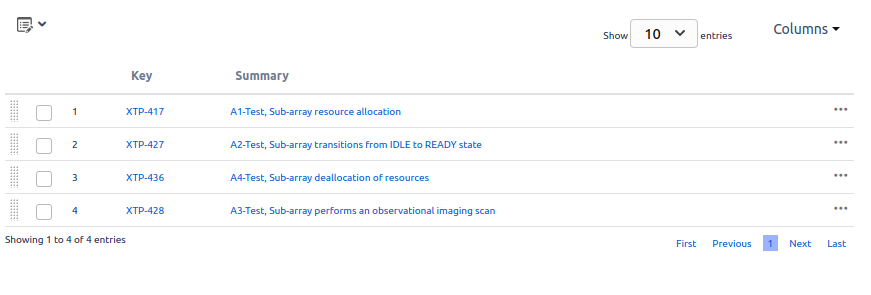 Show 10 entries Columns
Key Summary
1 XTP-417 A1-Test, Sub-array resource allocation
2 XTP-427 A2-Test, Sub-array transitions from IDLE to READY state
3 XTP-436 A4-Test, Sub-array deallocation of resources
4 XTP-428 A3-Test, Sub-array performs an observational imaging scan
Showing 1 to 4 of 4 entries First Previous 1 Next Last